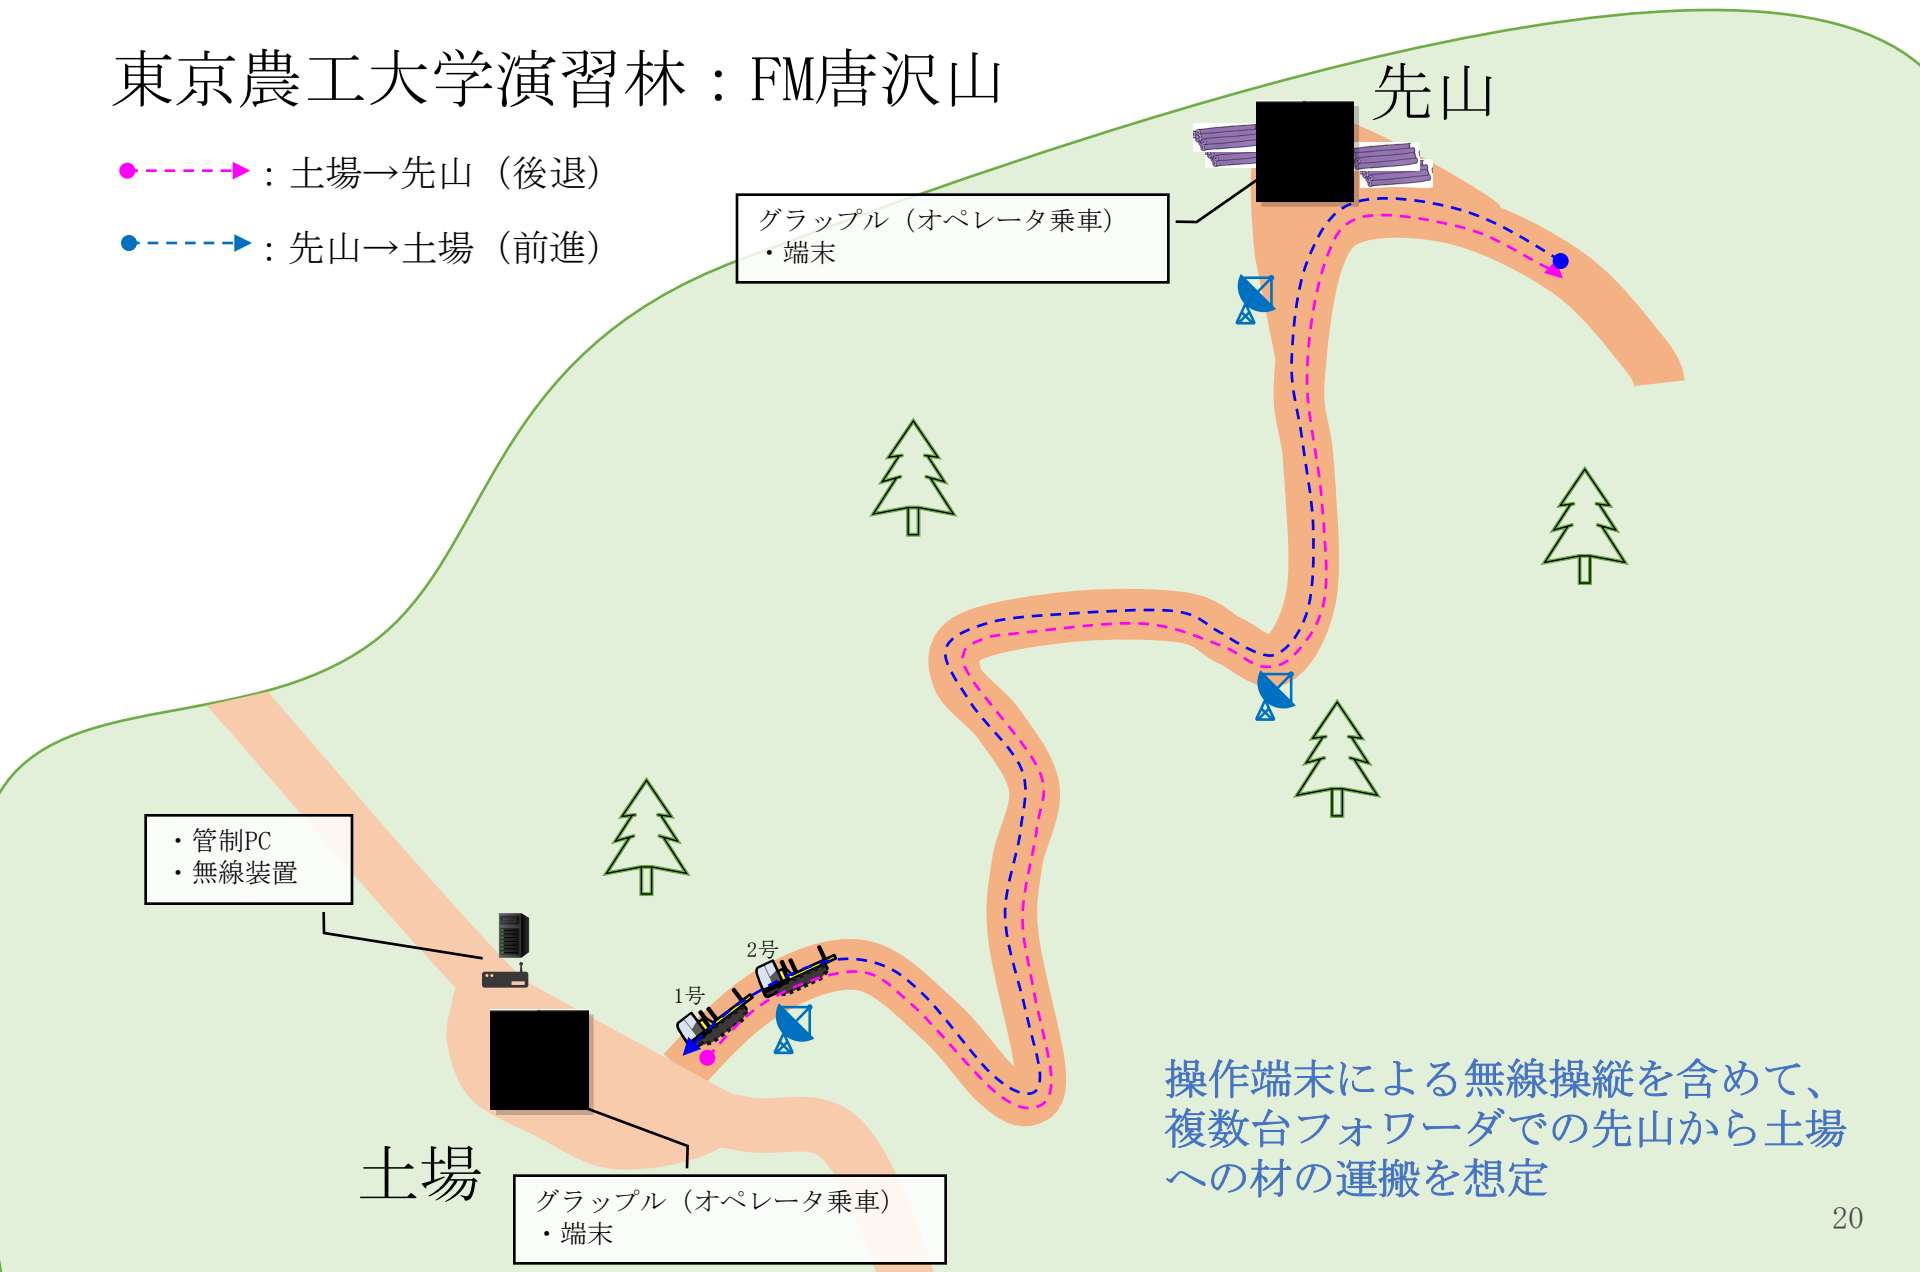 東京農工大学演習林：FM唐沢山
：土場→先山（後退）
：先山→土場（前進）
先山
グラップル（オペレータ乗車）
・端末
・管制PC
・無線装置
2号
1号
土場
グラップル（オペレータ乗車）
・端末
操作端末による無線操縦を含めて、
複数台フォワーダでの先山から土場
への材の運搬を想定
20